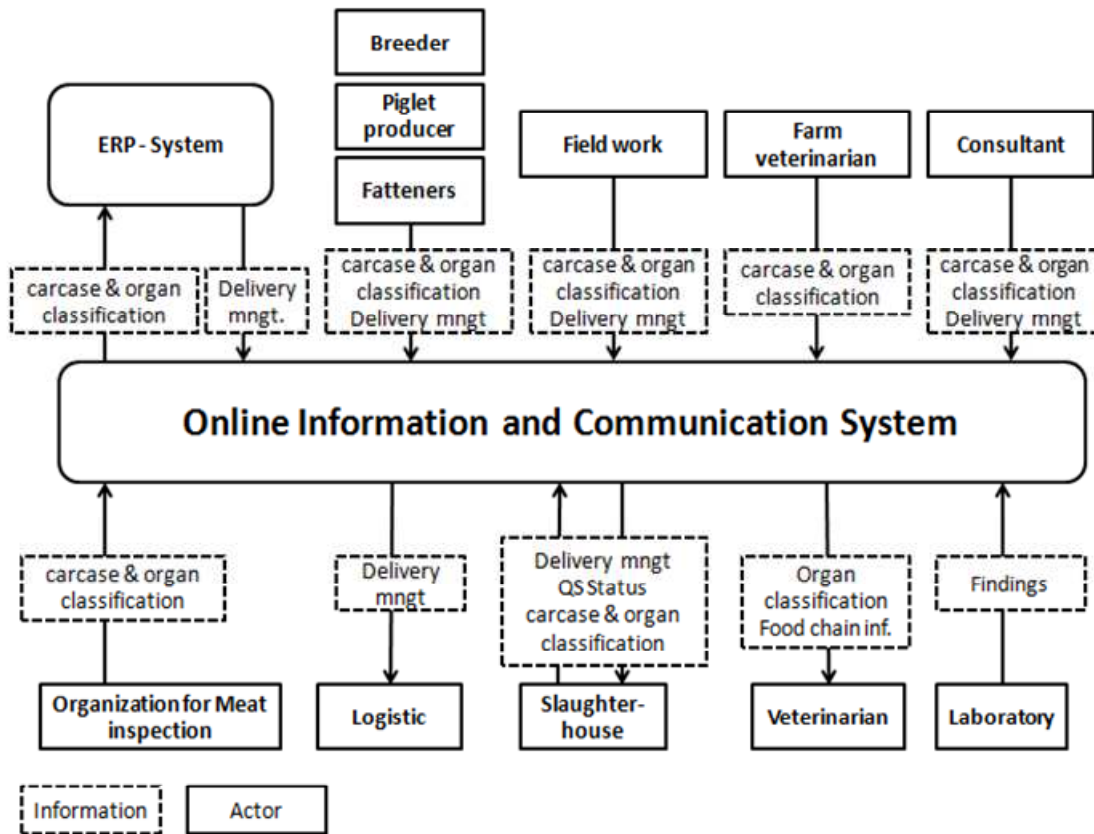 Breeder
Piglet
producer
Fatteners
ERP - System
Field work
Farm
veterinarian
Consultant
carcase & organ
classification
Delivery
mngt.
carcase & organ
classification
Delivery mngt
carcase & organ
classification
Delivery mngt
carcase & organ
classification
carcase & organ
classification
Delivery mngt
Online Information and Communication System
carcase & organ
classification
Delivery
mngt
Delivery mngt
QS Status
carcase & organ
classification
Organ
classification
Food chain inf.
Findings
Organization for Meat
inspection
Logistic
Slaughter-
house
Veterinarian
Laboratory
Information
Actor